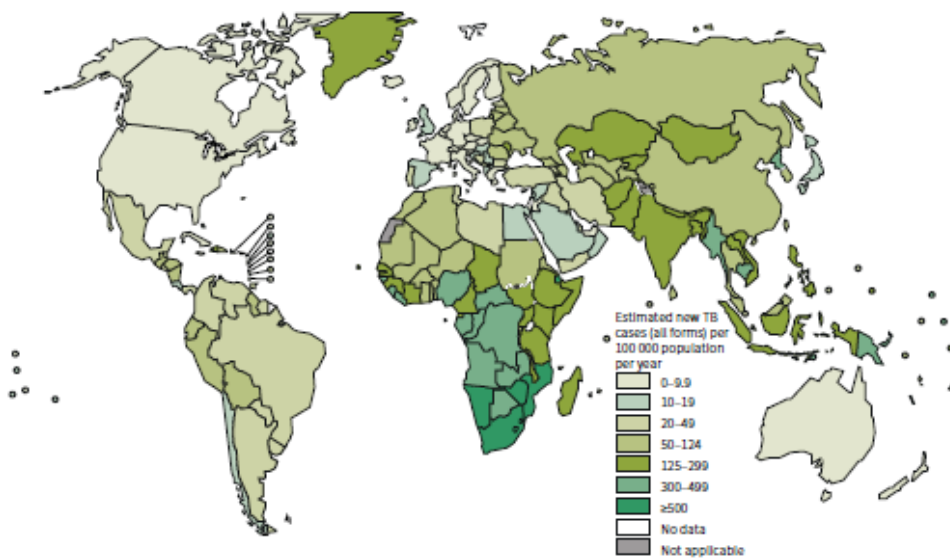 Estimated new TB
cases (all forms) per
100 000 population
per year
0–9.9
10–19
20–49
50–124
125–299
300–499
≥500
No data
Not applicable